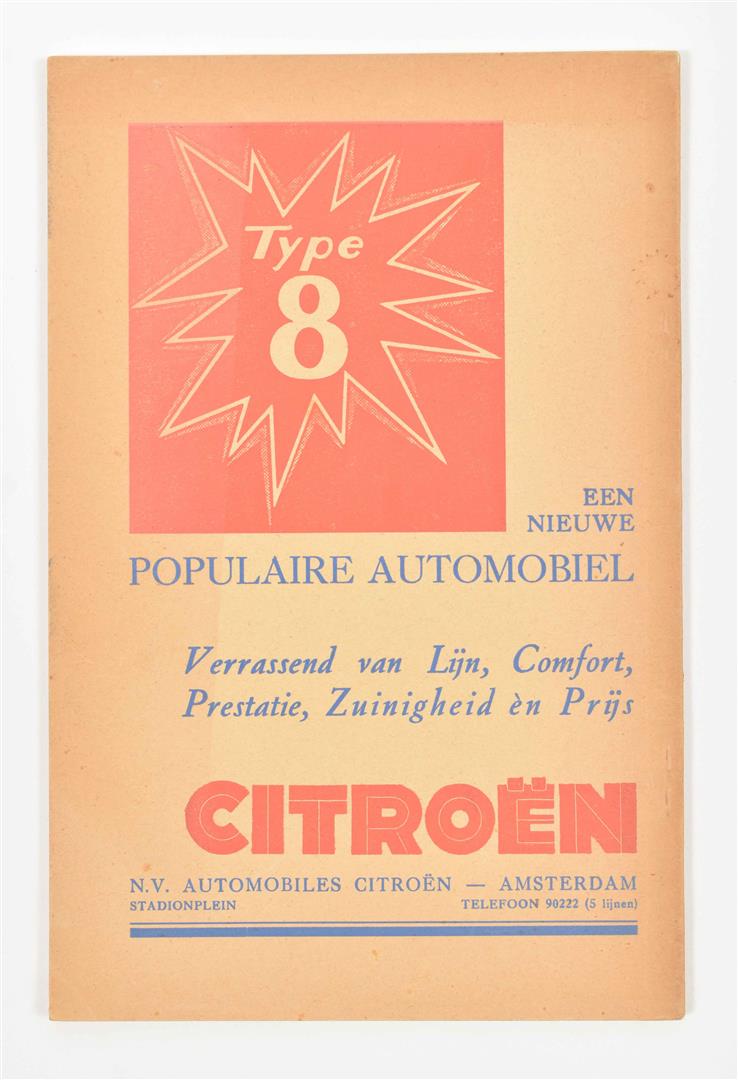 Type
8
EEN
NIEUWE
POPULAIRE AUTOMOBIEL
Verrassend van Lijn, Comfort,
Prestatie, Zuinigheid èn Prijs
CITROËN
N.V. AUTOMOBILES CITROËN — AMSTERDAM
STADIONPLEIN TELEFOON 90222 (5 lijnen)